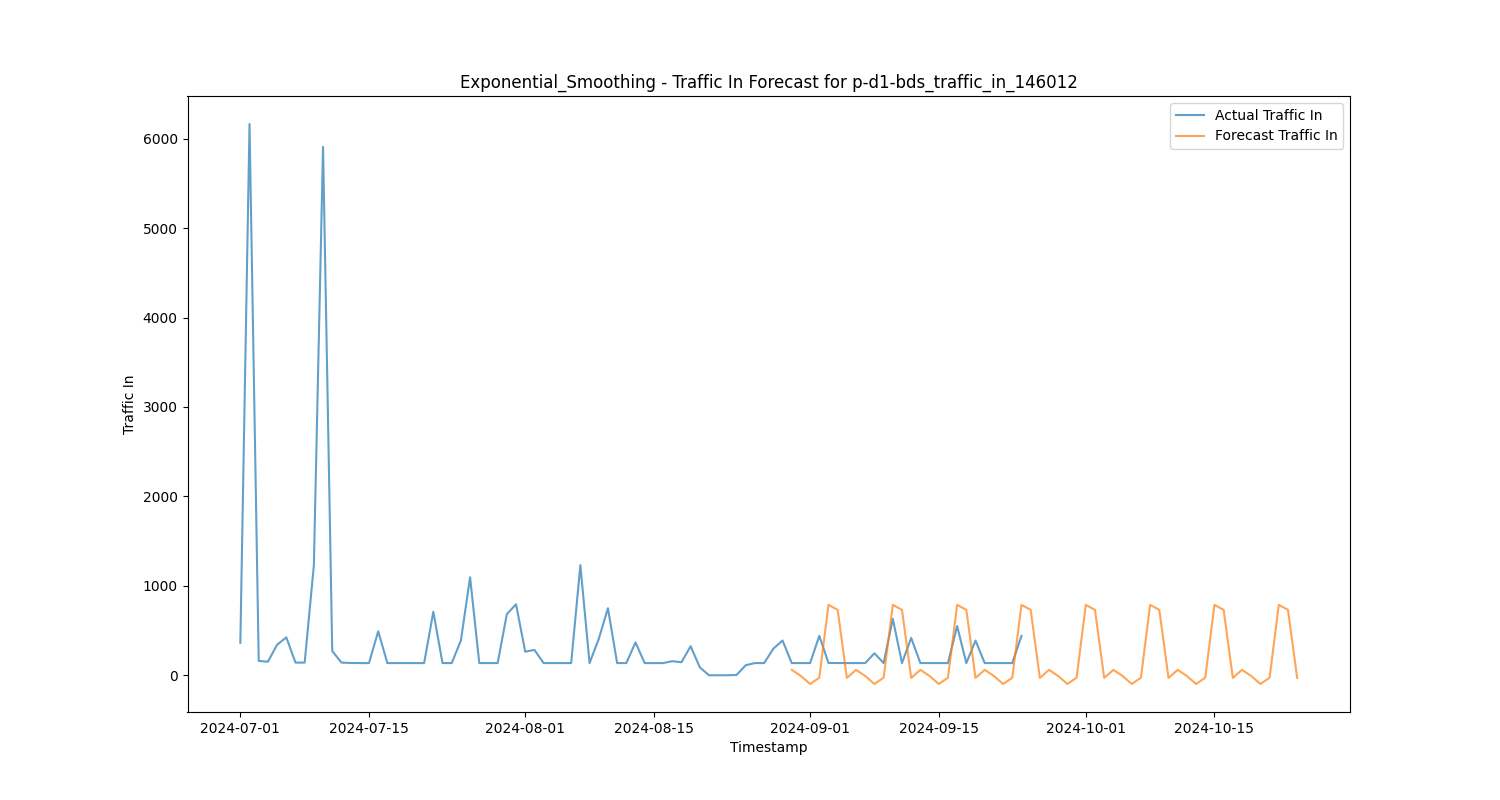 Exponential_Smoothing - Traffic In Forecast for p-d1-bds_traffic_in_146012
Actual Traffic In
Forecast Traffic In
6000
5000
4000
3000
2000
1000
0
Traffic In
2024-07-01 2024-07-15 2024-08-01 2024-08-15 2024-09-01 2024-09-15 2024-10-01 2024-10-15
Timestamp